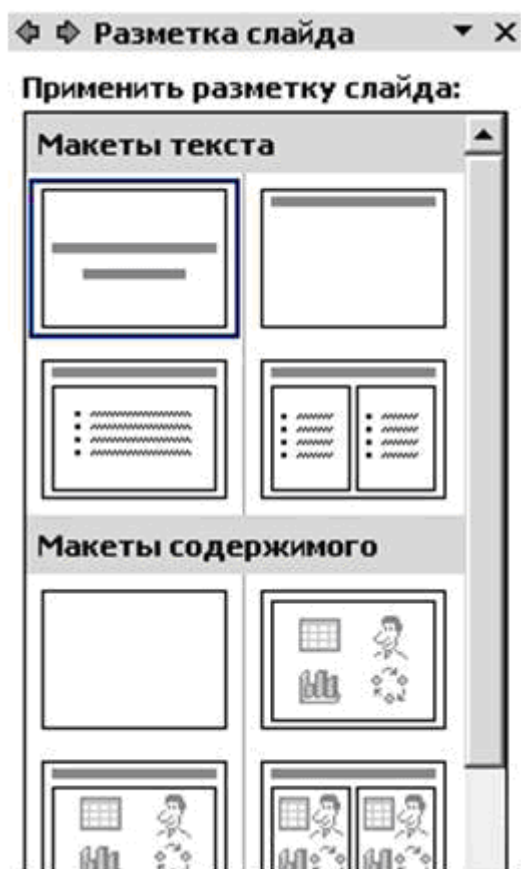 Разметка слайда
Применить разметку слайда:
Макеты текста
Макеты содержимого